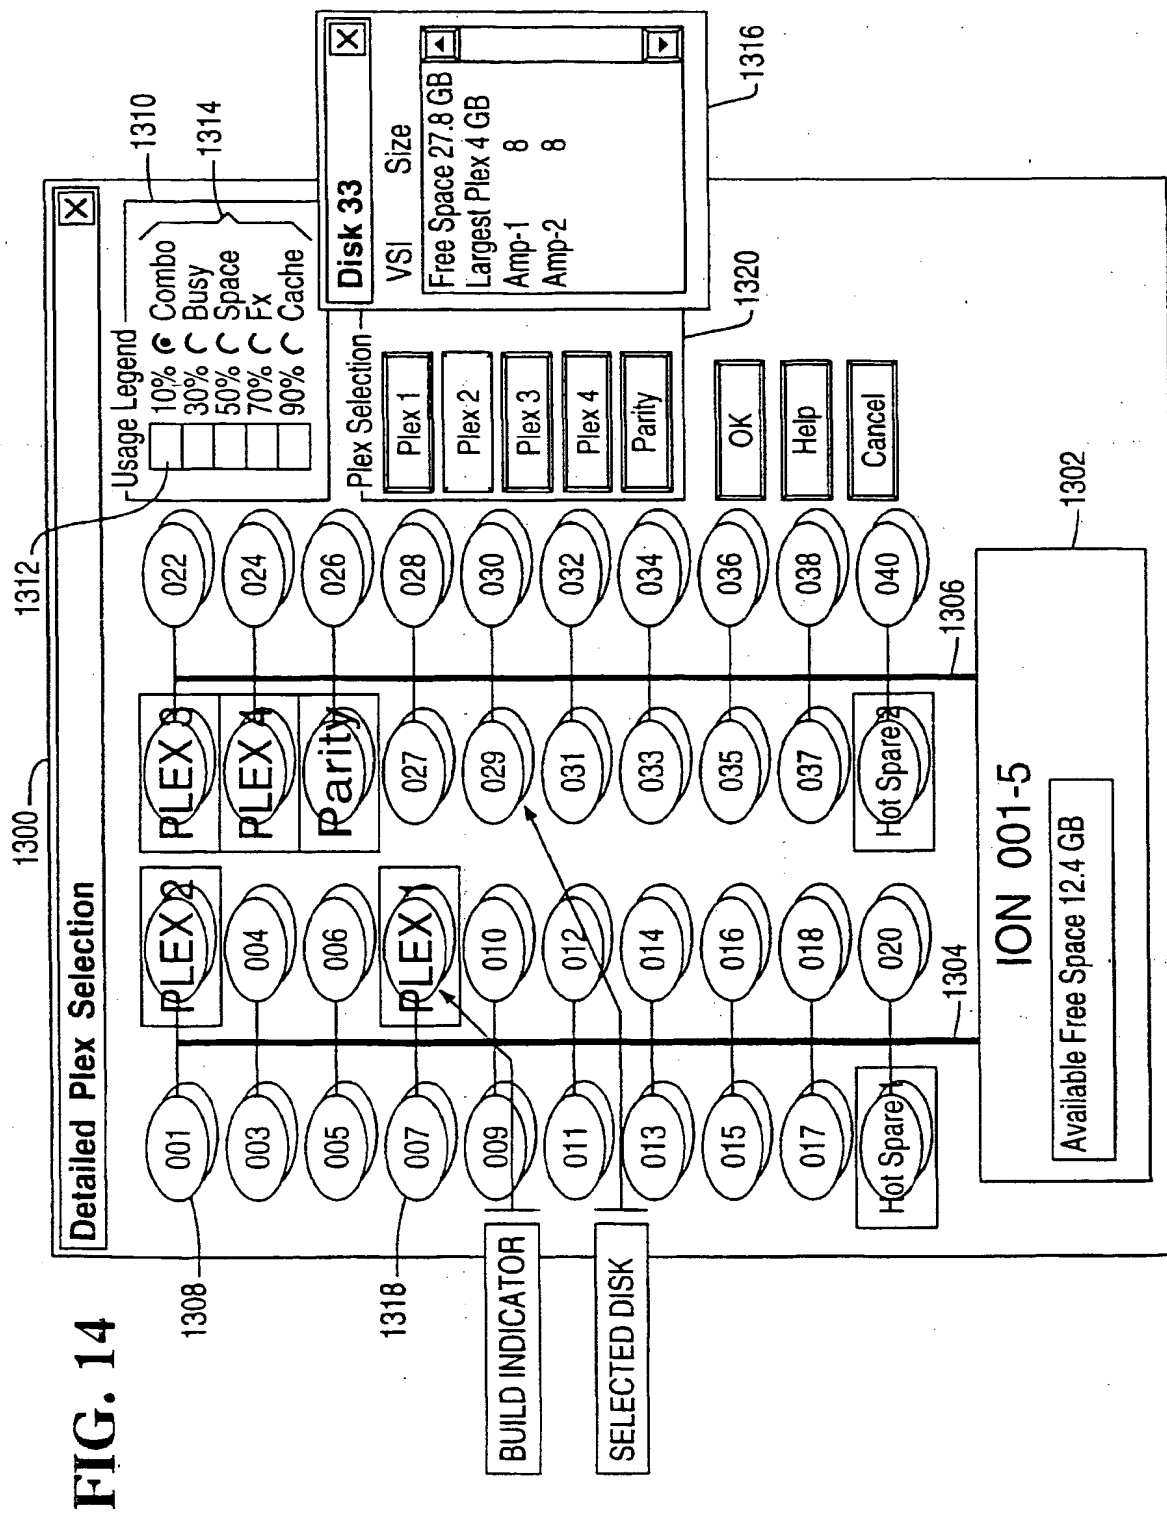 FIG. 14
1300
1312
1310
1314
Detailed Plex Selection
X
Usage Legend
10% Combo
30% Busy
50% Space
70% Fx
90% Cache
Disk 33
X
VSI Size
Free Space 27.8 GB
Largest Plex 4 GB
Amp-1 8
Amp-2 8
1316
Plex Selection
Plex 1
Plex 2
Plex 3
Plex 4
Parity
1320
OK
Help
Cancel
1308
001 PLEX 2 PLEX 3 022
003 004 PLEX 4 024
005 006 Parity 026
1318
007 PLEX 1 027 028
BUILD INDICATOR
009 010 029 030
011 012 031 032
SELECTED DISK
013 014 033 034
015 016 035 036
017 018 037 038
Hot Spare 1 020 Hot Spare 2 040
1304
1306
1302
ION 001-5
Available Free Space 12.4 GB